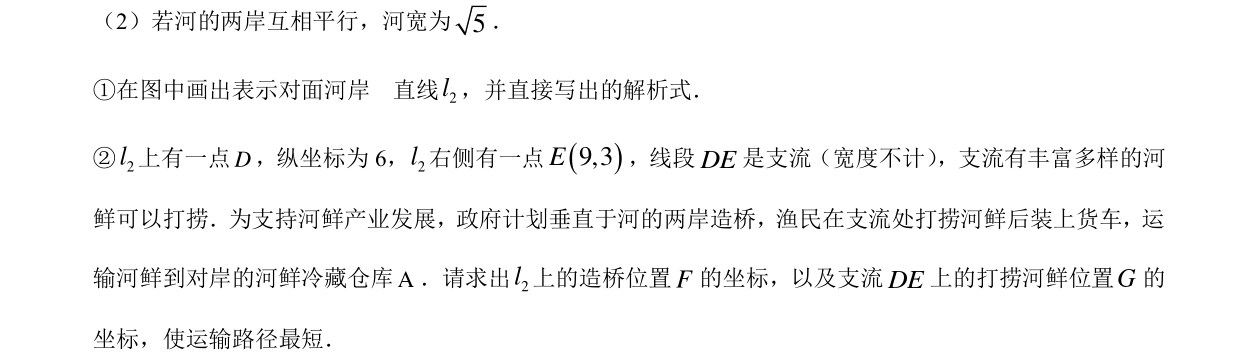 （2）若河的两岸互相平行，河宽为√5．
①在图中画出表示对面河岸　直线l₂，并直接写出的解析式．
②l₂上有一点D，纵坐标为 6，l₂右侧有一点E(9,3)，线段DE是支流（宽度不计），支流有丰富多样的河
鲜可以打捞．为支持河鲜产业发展，政府计划垂直于河的两岸造桥，渔民在支流处打捞河鲜后装上货车，运
输河鲜到对岸的河鲜冷藏仓库 A．请求出l₂上的造桥位置F 的坐标，以及支流DE上的打捞河鲜位置G 的
坐标，使运输路径最短．